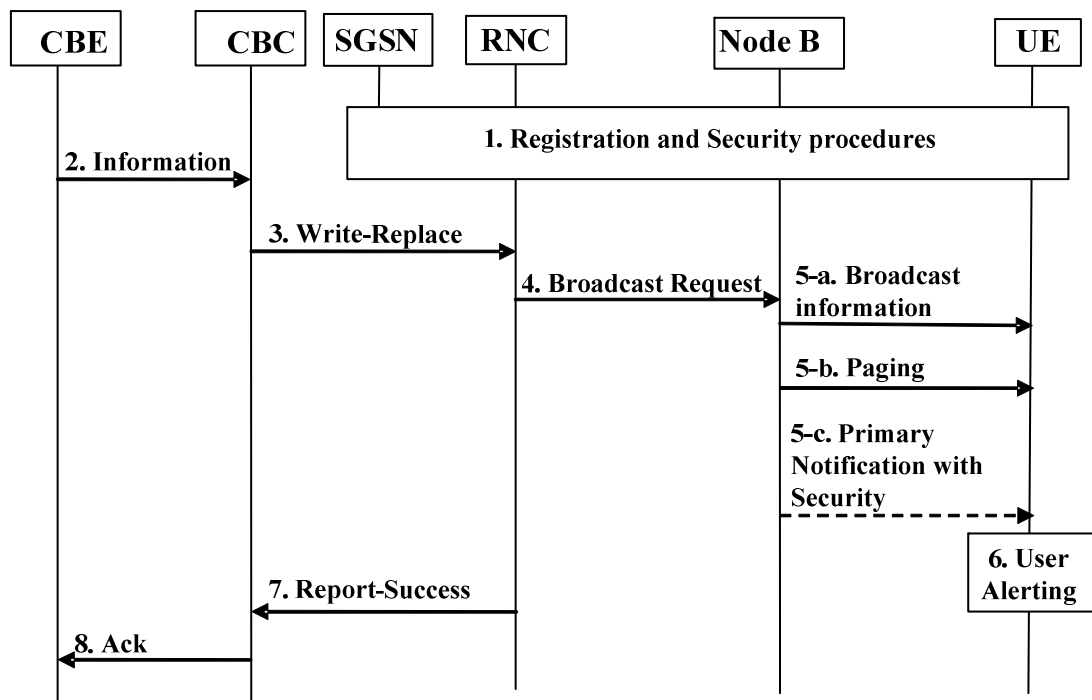 CBE
CBC
SGSN
RNC
Node B
UE
1. Registration and Security procedures
2. Information
3. Write-Replace
4. Broadcast Request
5-a. Broadcast
information
5-b. Paging
5-c. Primary
Notification with
Security
6. User
Alerting
7. Report-Success
8. Ack